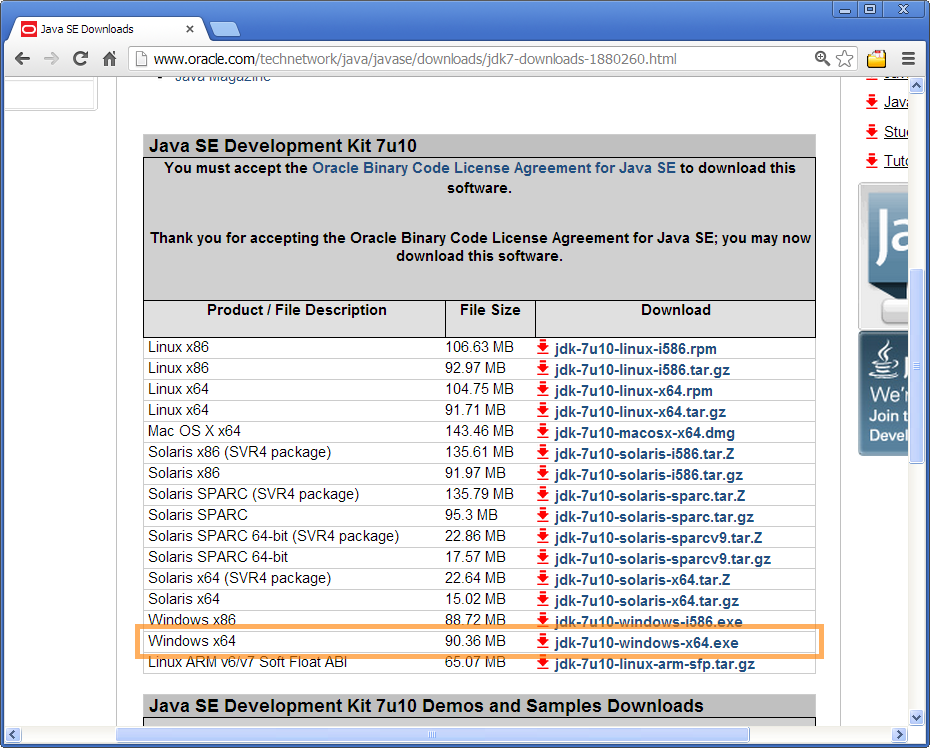 Java SE Downloads
www.oracle.com/technetwork/java/javase/downloads/jdk7-downloads-1880260.html
Java Magazine
Java SE Development Kit 7u10
You must accept the Oracle Binary Code License Agreement for Java SE to download this
software.
Thank you for accepting the Oracle Binary Code License Agreement for Java SE; you may now
download this software.
Product / File Description File Size Download
Linux x86 106.63 MB jdk-7u10-linux-i586.rpm
Linux x86 92.97 MB jdk-7u10-linux-i586.tar.gz
Linux x64 104.75 MB jdk-7u10-linux-x64.rpm
Linux x64 91.71 MB jdk-7u10-linux-x64.tar.gz
Mac OS X x64 143.46 MB jdk-7u10-macosx-x64.dmg
Solaris x86 (SVR4 package) 135.61 MB jdk-7u10-solaris-i586.tar.Z
Solaris x86 91.97 MB jdk-7u10-solaris-i586.tar.gz
Solaris SPARC (SVR4 package) 135.79 MB jdk-7u10-solaris-sparc.tar.Z
Solaris SPARC 95.3 MB jdk-7u10-solaris-sparc.tar.gz
Solaris SPARC 64-bit (SVR4 package) 22.86 MB jdk-7u10-solaris-sparcv9.tar.Z
Solaris SPARC 64-bit 17.57 MB jdk-7u10-solaris-sparcv9.tar.gz
Solaris x64 (SVR4 package) 22.64 MB jdk-7u10-solaris-x64.tar.Z
Solaris x64 15.02 MB jdk-7u10-solaris-x64.tar.gz
Windows x86 88.72 MB jdk-7u10-windows-i586.exe
Windows x64 90.36 MB jdk-7u10-windows-x64.exe
Linux ARM v6/v7 Soft Float ABI 65.07 MB jdk-7u10-linux-arm-sfp.tar.gz
Java SE Development Kit 7u10 Demos and Samples Downloads
Java
Stu
Tuto
Ja
J
We're
Join t
Devel